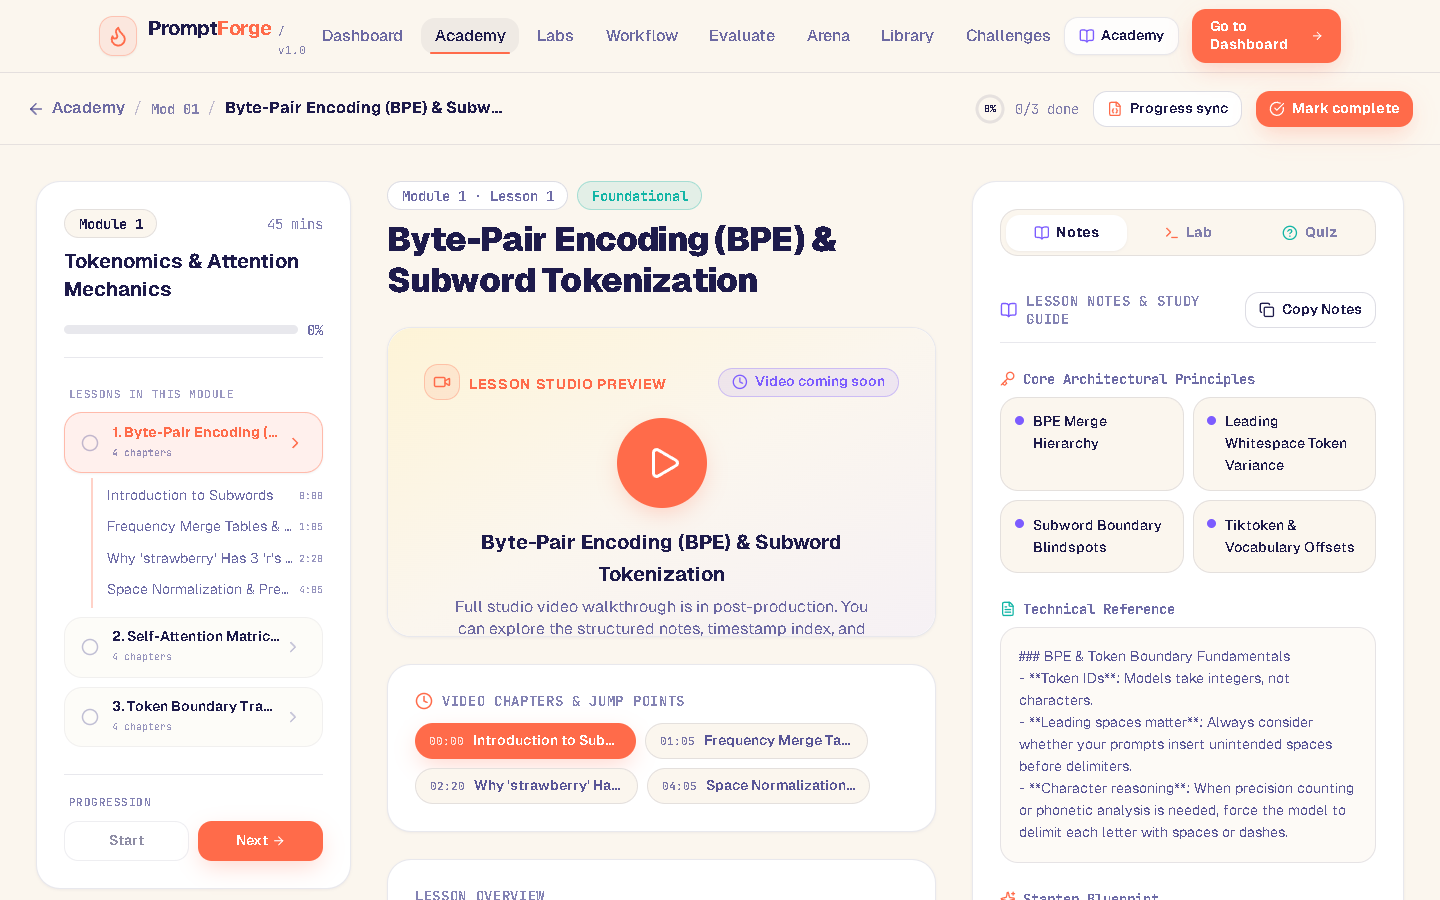 PromptForge / v1.0
Dashboard
Academy
Labs
Workflow
Evaluate
Arena
Library
Challenges
Academy
Go to
Dashboard →
← Academy / Mod 01 / Byte-Pair Encoding (BPE) & Subw...
0%
0/3 done
Progress sync
Mark complete
Module 1
45 mins
Tokenomics & Attention
Mechanics
0%
LESSONS IN THIS MODULE
1. Byte-Pair Encoding (...
4 chapters
Introduction to Subwords 0:00
Frequency Merge Tables & ... 1:05
Why 'strawberry' Has 3 'r's ... 2:20
Space Normalization & Pre... 4:05
2. Self-Attention Matric...
4 chapters
3. Token Boundary Tra...
4 chapters
PROGRESSION
Start
Next →
Module 1 · Lesson 1
Foundational
Byte-Pair Encoding (BPE) &
Subword Tokenization
LESSON STUDIO PREVIEW
Video coming soon
Byte-Pair Encoding (BPE) & Subword
Tokenization
Full studio video walkthrough is in post-production. You
can explore the structured notes, timestamp index, and
VIDEO CHAPTERS & JUMP POINTS
00:00 Introduction to Sub...
01:05 Frequency Merge Ta...
02:20 Why 'strawberry' Ha...
04:05 Space Normalization...
LESSON OVERVIEW
Notes
Lab
Quiz
LESSON NOTES & STUDY
GUIDE
Copy Notes
Core Architectural Principles
BPE Merge
Hierarchy
Leading
Whitespace Token
Variance
Subword Boundary
Blindspots
Tiktoken &
Vocabulary Offsets
Technical Reference
### BPE & Token Boundary Fundamentals
- **Token IDs**: Models take integers, not
characters.
- **Leading spaces matter**: Always consider
whether your prompts insert unintended spaces
before delimiters.
- **Character reasoning**: When precision counting
or phonetic analysis is needed, force the model to
delimit each letter with spaces or dashes.
Starter Blueprint